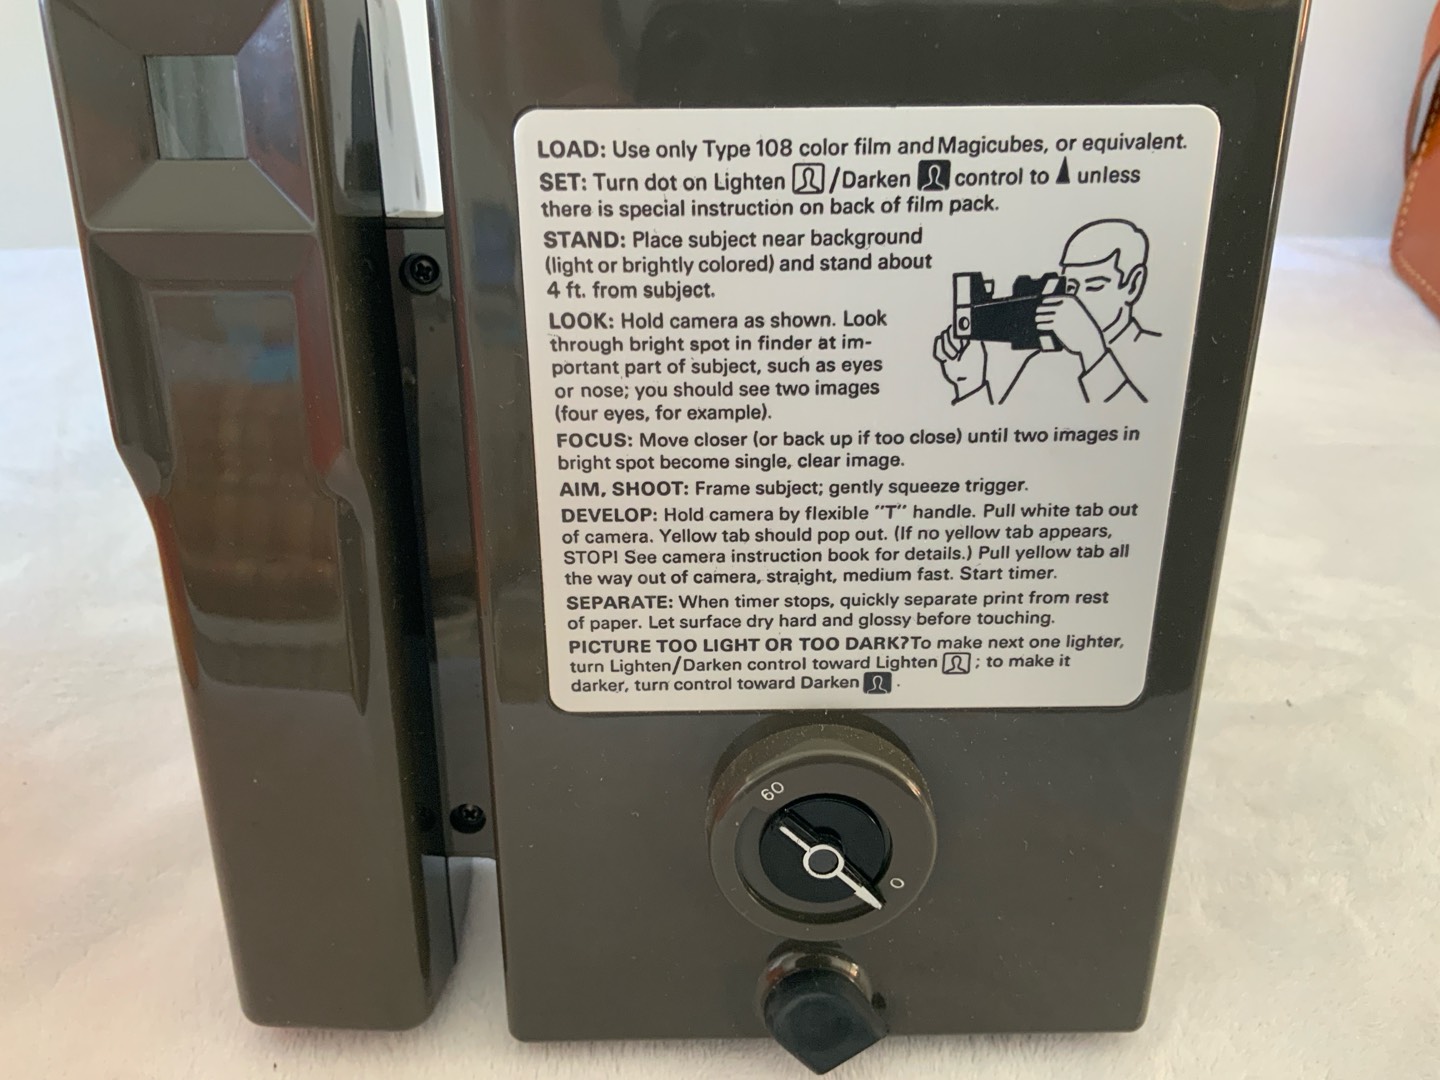 LOAD: Use only Type 108 color film and Magicubes, or equivalent.
SET: Turn dot on Lighten /Darken control to unless
there is special instruction on back of film pack.
STAND: Place subject near background
(light or brightly colored) and stand about
4 ft. from subject.
LOOK: Hold camera as shown. Look
through bright spot in finder at im-
portant part of subject, such as eyes
or nose; you should see two images
(four eyes, for example).
FOCUS: Move closer (or back up if too close) until two images in
bright spot become single, clear image.
AIM, SHOOT: Frame subject; gently squeeze trigger.
DEVELOP: Hold camera by flexible "T" handle. Pull white tab out
of camera. Yellow tab should pop out. (If no yellow tab appears,
STOP! See camera instruction book for details.) Pull yellow tab all
the way out of camera, straight, medium fast. Start timer.
SEPARATE: When timer stops, quickly separate print from rest
of paper. Let surface dry hard and glossy before touching.
PICTURE TOO LIGHT OR TOO DARK? To make next one lighter,
turn Lighten/Darken control toward Lighten ; to make it
darker, turn control toward Darken .
60
0